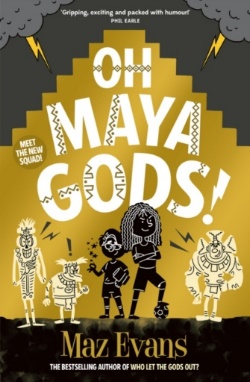 'Gripping, exciting and packed with humour!'
PHIL EARLE
OH
MAYA
GODS!
MEET
THE NEW
SQUAD!
Maz Evans
THE BESTSELLING AUTHOR OF WHO LET THE GODS OUT?